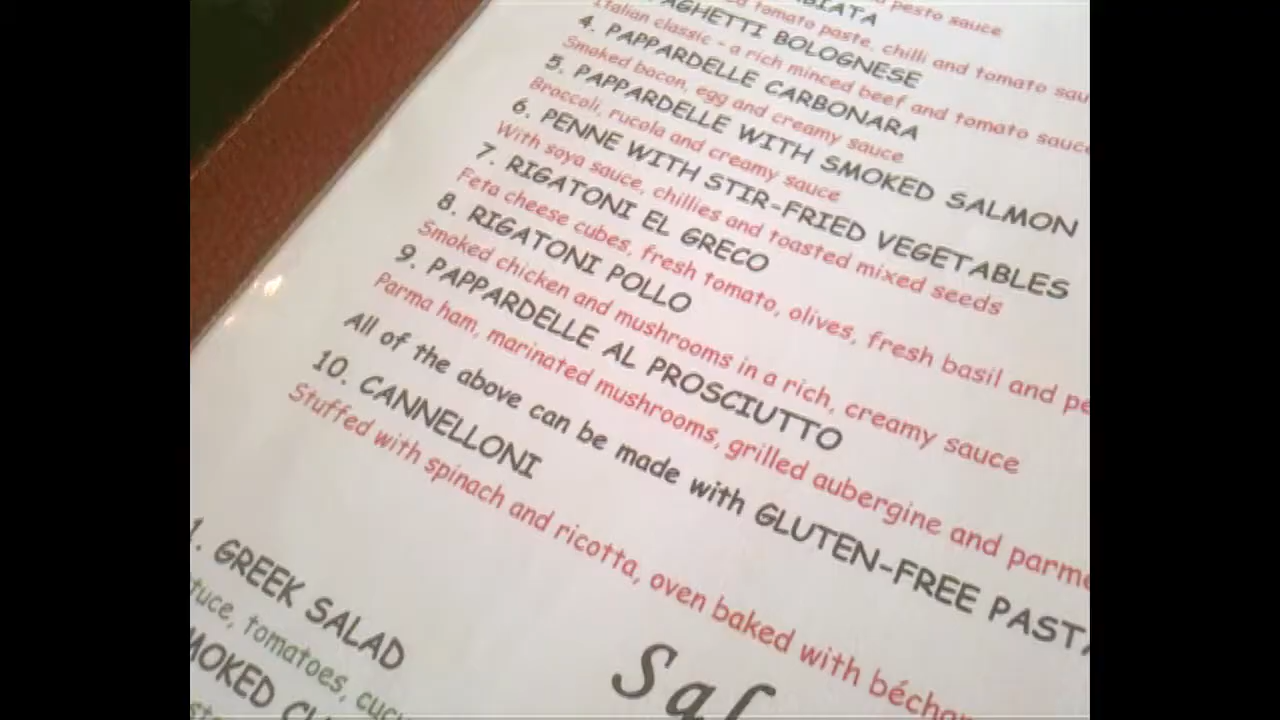 pesto sauce
tomato paste, chilli and tomato
BOLOGNESE
Italian classic - a rich minced beef and tomato sauce
4. PAPPARDELLE CARBONARA
Smoked bacon, egg and creamy sauce
5. PAPPARDELLE WITH SMOKED SALMON
Broccoli, rucola and creamy sauce
6. PENNE WITH STIR-FRIED VEGETABLES
With soya sauce, chillies and toasted mixed seeds
7. RIGATONI EL GRECO
Feta cheese cubes, fresh tomato, olives, fresh basil and
8. RIGATONI POLLO
Smoked chicken and mushrooms in a rich, creamy sauce
9. PAPPARDELLE AL PROSCIUTTO
Parma ham, marinated mushrooms, grilled aubergine and
All of the above can be made with GLUTEN-FREE
10. CANNELLONI
Stuffed with spinach and ricotta, oven baked with
1. GREEK SALAD
tomatoes,